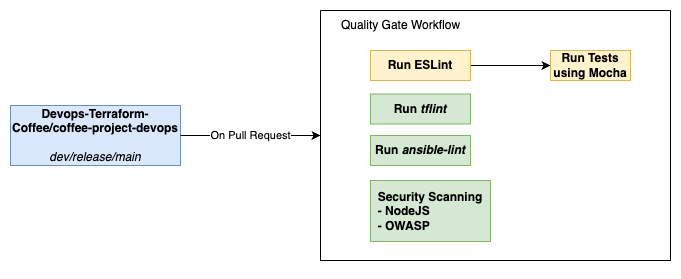 Quality Gate Workflow
Run ESLint
Run Tests
using Mocha
Run tflint
Devops-Terraform-
Coffee/coffee-project-devops
dev/release/main
On Pull Request
Run ansible-lint
Security Scanning
- NodeJS
- OWASP